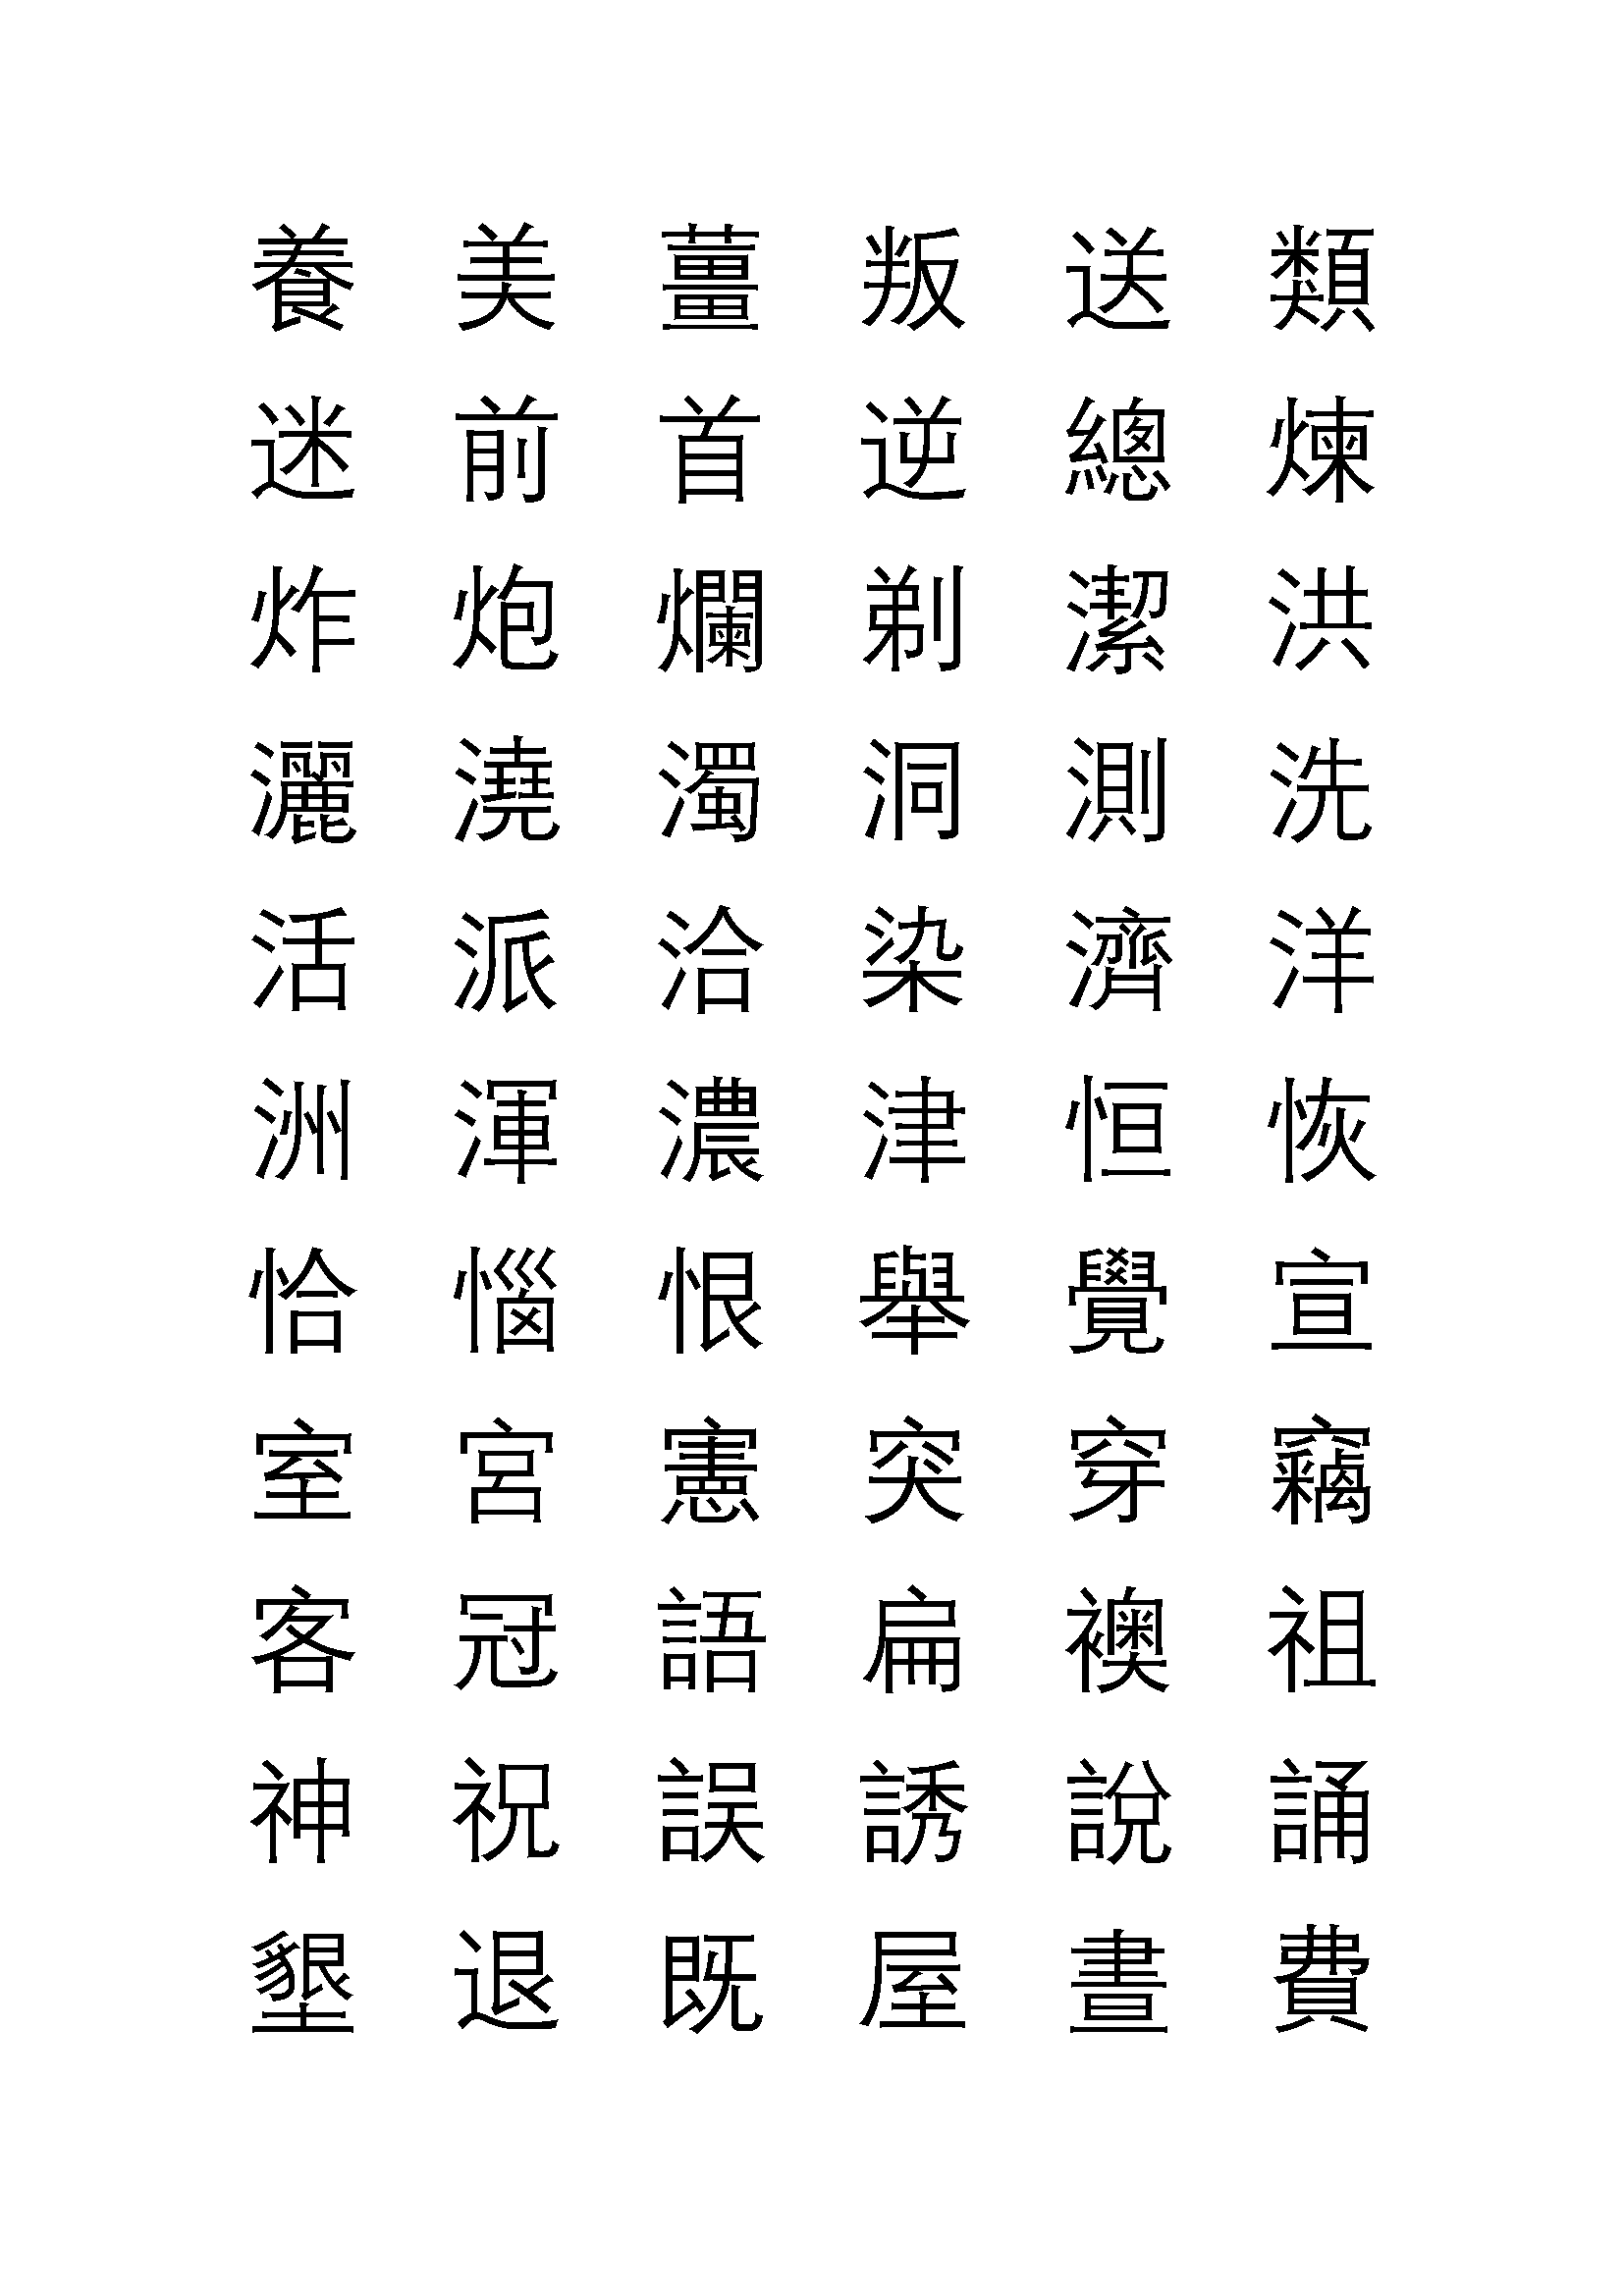 養 美 薑 叛 送 類
迷 前 首 逆 總 煉
炸 炮 爛 剃 潔 洪
灑 澆 濁 洞 測 洗
活 派 洽 染 濟 洋
洲 渾 濃 津 恒 恢
恰 惱 恨 舉 覺 宣
室 宮 憲 突 穿 竊
客 冠 語 扁 襖 祖
神 祝 誤 誘 說 誦
墾 退 既 屋 晝 費